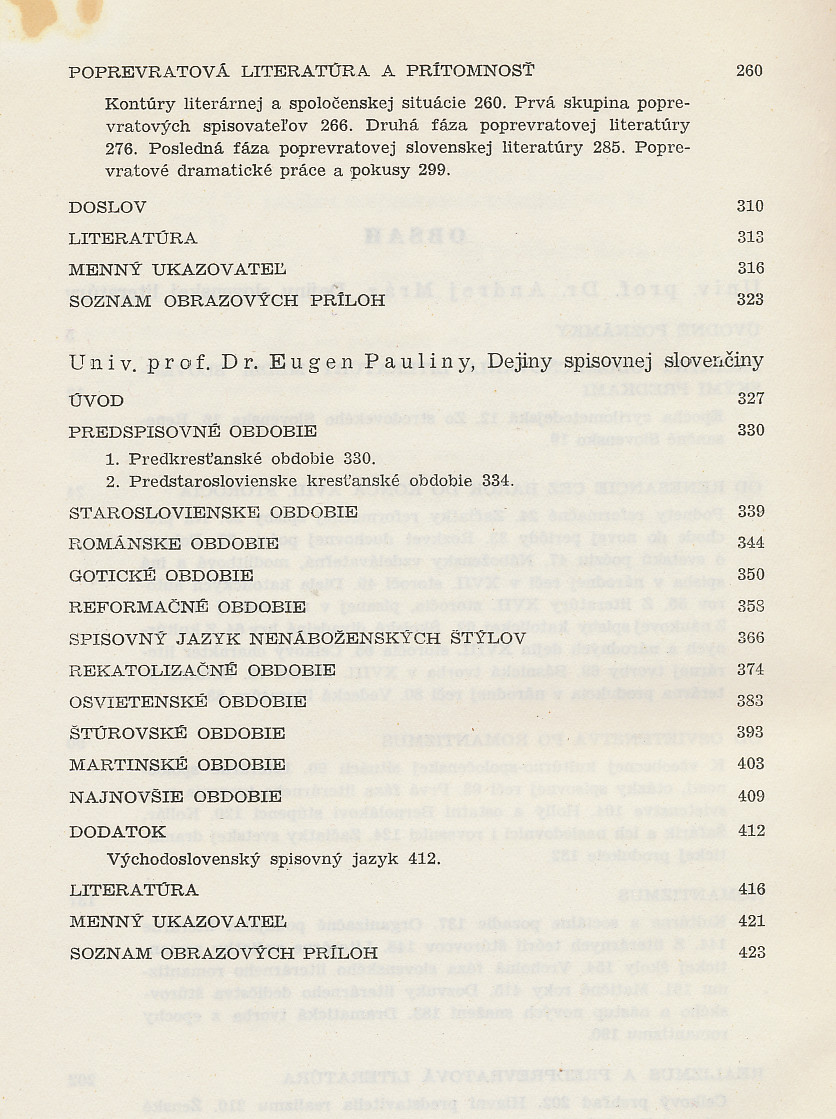 POPREVRATOVÁ LITERATÚRA A PRÍTOMNOSŤ 260
Kontúry literárnej a spoločenskej situácie 260. Prvá skupina popre-
vratových spisovateľov 266. Druhá fáza poprevratovej literatúry
276. Posledná fáza poprevratovej slovenskej literatúry 285. Popre-
vratové dramatické práce a pokusy 299.
DOSLOV 310
LITERATÚRA 313
MENNÝ UKAZOVATEĽ 316
SOZNAM OBRAZOVÝCH PRÍLOH 323
Univ. prof. Dr. Eugen Pauliny, Dejiny spisovnej slovenčiny
ÚVOD 327
PREDSPISOVNÉ OBDOBIE 330
1. Predkresťanské obdobie 330.
2. Predstaroslovienske kresťanské obdobie 334.
STAROSLOVIENSKE OBDOBIE 339
ROMÁNSKE OBDOBIE 344
GOTICKÉ OBDOBIE 350
REFORMAČNÉ OBDOBIE 358
SPISOVNÝ JAZYK NENÁBOŽENSKÝCH ŠTÝLOV 366
REKATOLIZAČNÉ OBDOBIE 374
OSVIETENSKÉ OBDOBIE 383
ŠTÚROVSKÉ OBDOBIE 393
MARTINSKÉ OBDOBIE 403
NAJNOVŠIE OBDOBIE 409
DODATOK 412
Východoslovenský spisovný jazyk 412.
LITERATÚRA 416
MENNÝ UKAZOVATEĽ 421
SOZNAM OBRAZOVÝCH PRÍLOH 423